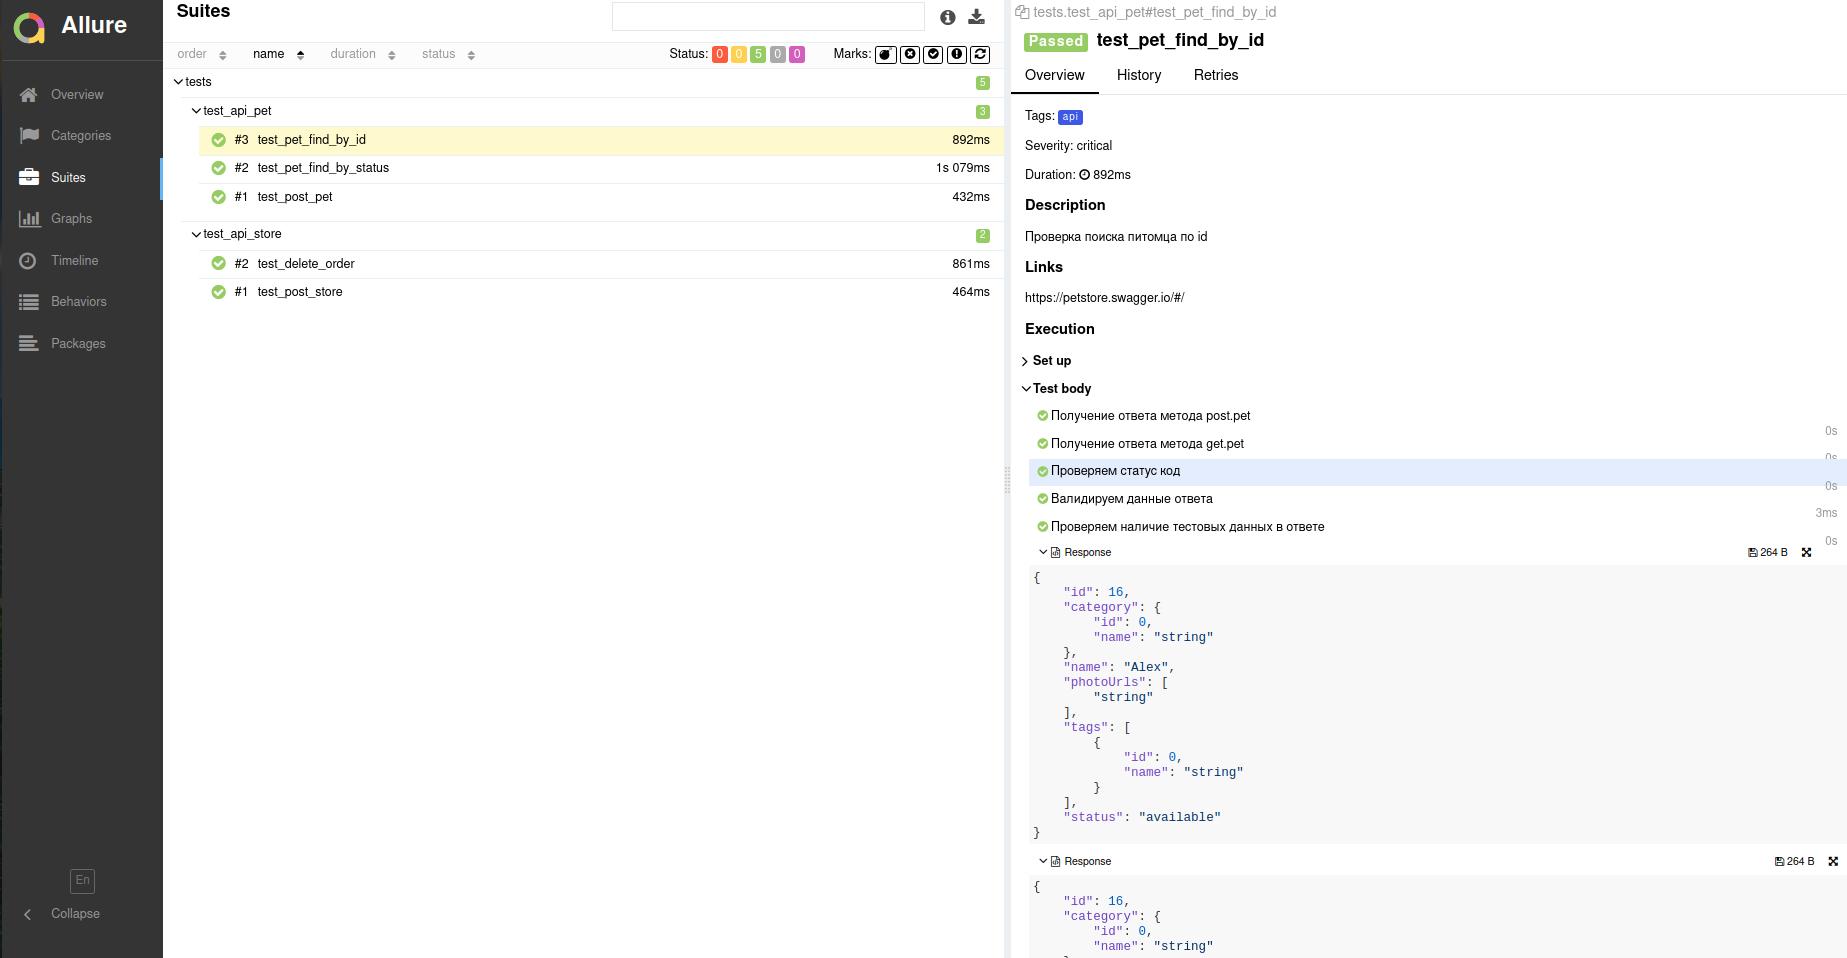 Allure
Overview
Categories
Suites
Graphs
Timeline
Behaviors
Packages
En
Collapse
Suites
order name duration status Status: 0 0 5 0 0 Marks:
tests 5
test_api_pet 3
#3 test_pet_find_by_id 892ms
#2 test_pet_find_by_status 1s 079ms
#1 test_post_pet 432ms
test_api_store 2
#2 test_delete_order 861ms
#1 test_post_store 464ms
tests.test_api_pet#test_pet_find_by_id
Passed test_pet_find_by_id
Overview History Retries
Tags: api
Severity: critical
Duration: 892ms
Description
Проверка поиска питомца по id
Links
https://petstore.swagger.io/#/
Execution
Set up
Test body
Получение ответа метода post.pet
0s
Получение ответа метода get.pet
0s
Проверяем статус код
0s
Валидируем данные ответа
3ms
Проверяем наличие тестовых данных в ответе
0s
Response 264 B
{
    "id": 16,
    "category": {
        "id": 0,
        "name": "string"
    },
    "name": "Alex",
    "photoUrls": [
        "string"
    ],
    "tags": [
        {
            "id": 0,
            "name": "string"
        }
    ],
    "status": "available"
}
Response 264 B
{
    "id": 16,
    "category": {
        "id": 0,
        "name": "string"